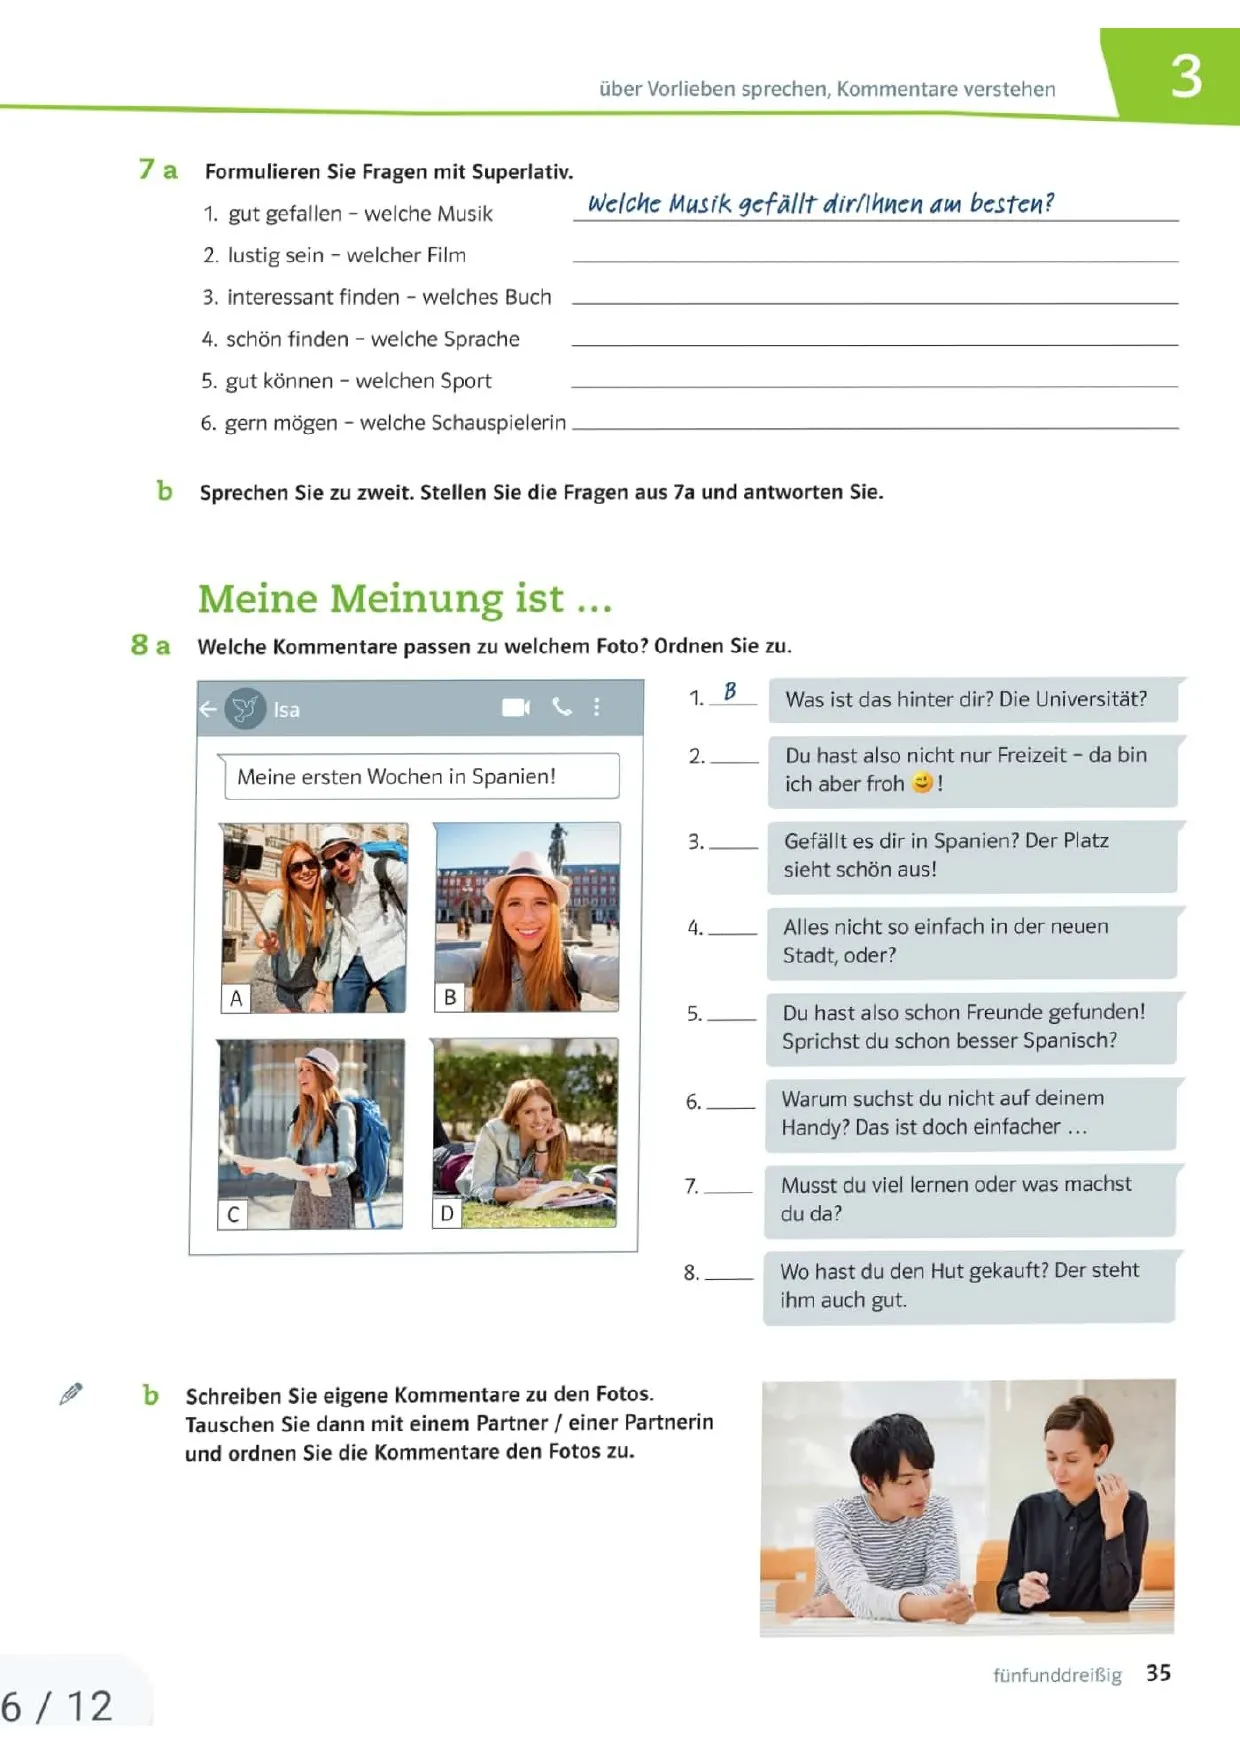 über Vorlieben sprechen, Kommentare verstehen
3
7 a Formulieren Sie Fragen mit Superlativ.
1. gut gefallen – welche Musik Welche Musik gefällt dir/Ihnen am besten?
2. lustig sein – welcher Film
3. interessant finden – welches Buch
4. schön finden – welche Sprache
5. gut können – welchen Sport
6. gern mögen – welche Schauspielerin
b Sprechen Sie zu zweit. Stellen Sie die Fragen aus 7a und antworten Sie.
Meine Meinung ist ...
8 a Welche Kommentare passen zu welchem Foto? Ordnen Sie zu.
Isa
Meine ersten Wochen in Spanien!
A
B
C
D
1. B Was ist das hinter dir? Die Universität?
2. Du hast also nicht nur Freizeit – da bin
ich aber froh 😉!
3. Gefällt es dir in Spanien? Der Platz
sieht schön aus!
4. Alles nicht so einfach in der neuen
Stadt, oder?
5. Du hast also schon Freunde gefunden!
Sprichst du schon besser Spanisch?
6. Warum suchst du nicht auf deinem
Handy? Das ist doch einfacher ...
7. Musst du viel lernen oder was machst
du da?
8. Wo hast du den Hut gekauft? Der steht
ihm auch gut.
b Schreiben Sie eigene Kommentare zu den Fotos.
Tauschen Sie dann mit einem Partner / einer Partnerin
und ordnen Sie die Kommentare den Fotos zu.
fünfunddreißig 35
6 / 12